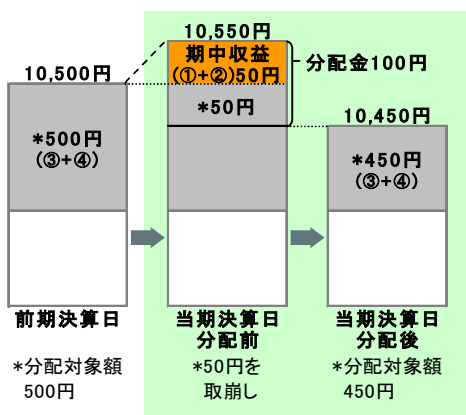 10,550円
期中収益
(①+②)50円
分配金100円
10,500円
*50円
10,450円
*500円
(③+④)
*450円
(③+④)
前期決算日
当期決算日
分配前
当期決算日
分配後
*分配対象額
500円
*50円を
取崩し
*分配対象額
450円